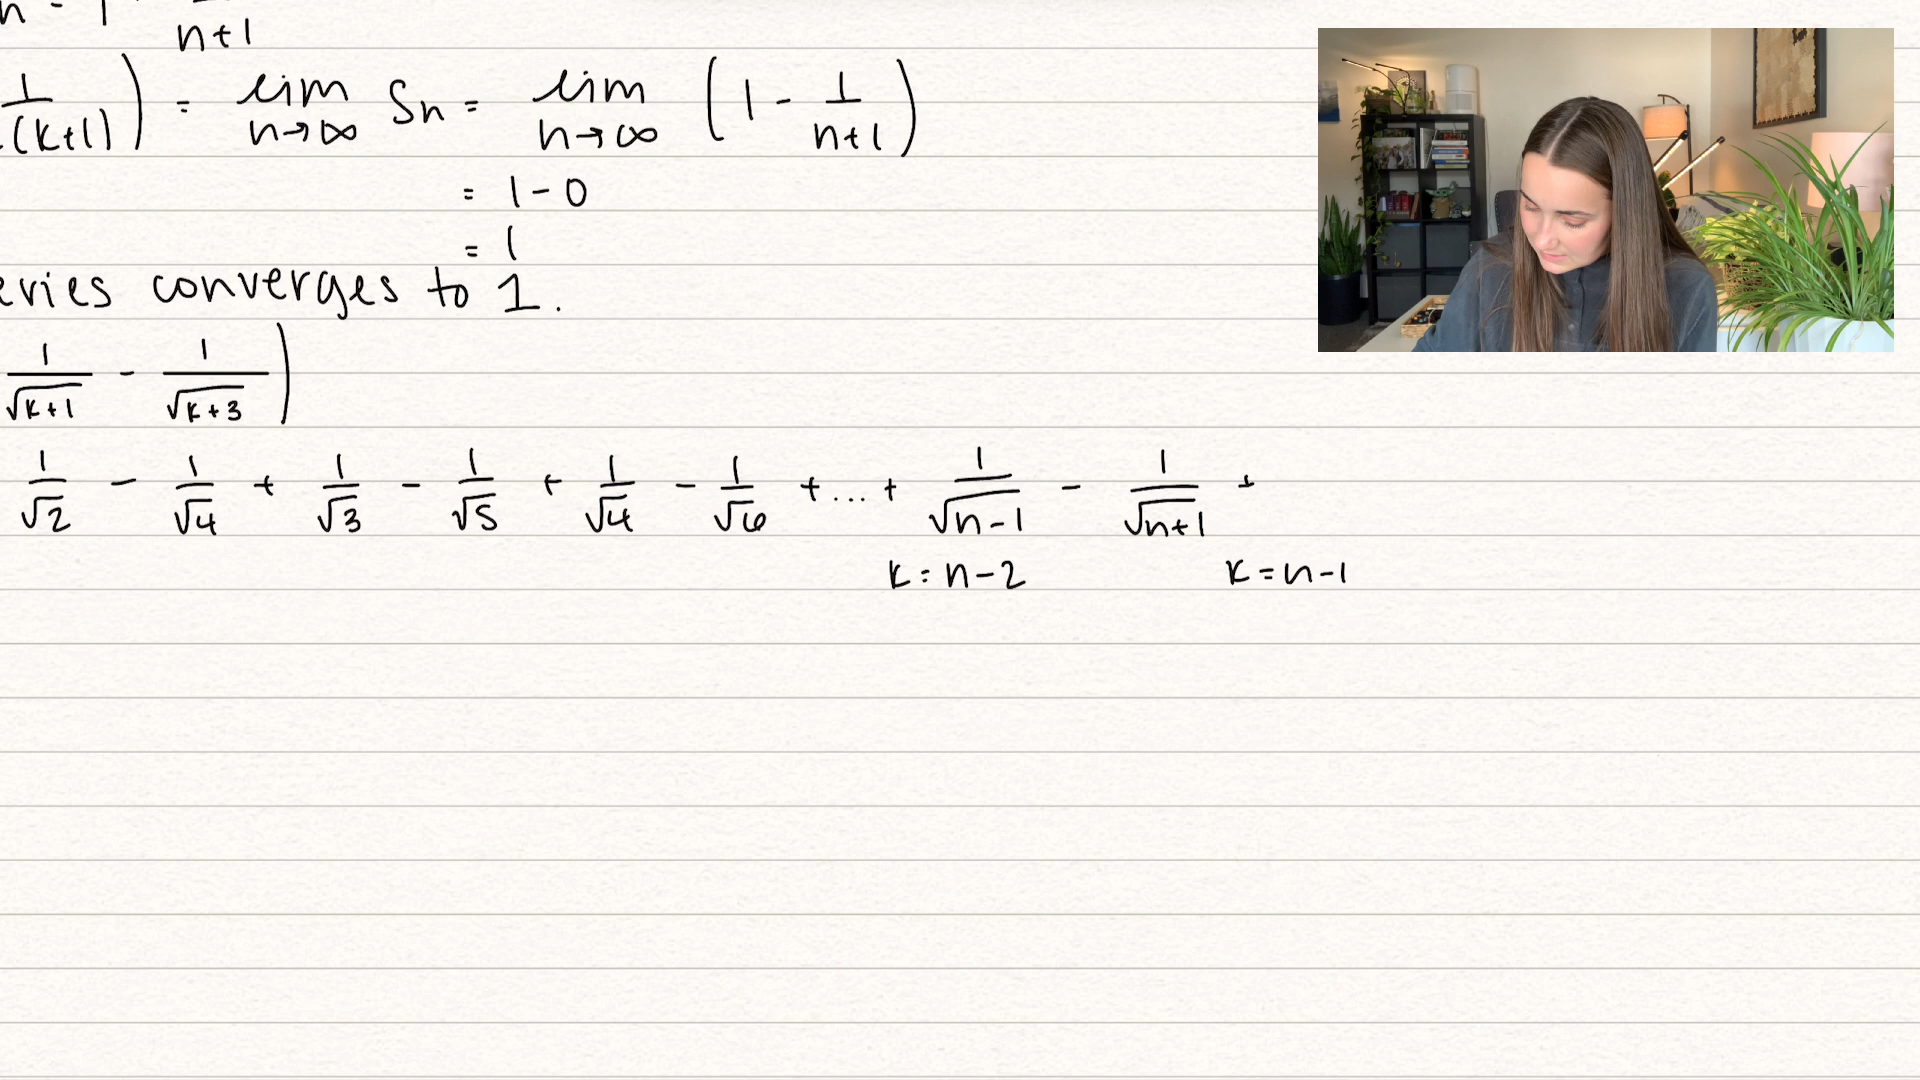 n+1
1/(k+1)) = lim n→∞ Sn = lim n→∞ (1 - 1/(n+1))
= 1 - 0
= 1
eries converges to 1.
1/√(k+1) - 1/√(k+3))
1/√2 - 1/√4 + 1/√3 - 1/√5 + 1/√4 - 1/√6 + ... + 1/√(n-1) - 1/√(n+1) +
k = n-2 k = n-1